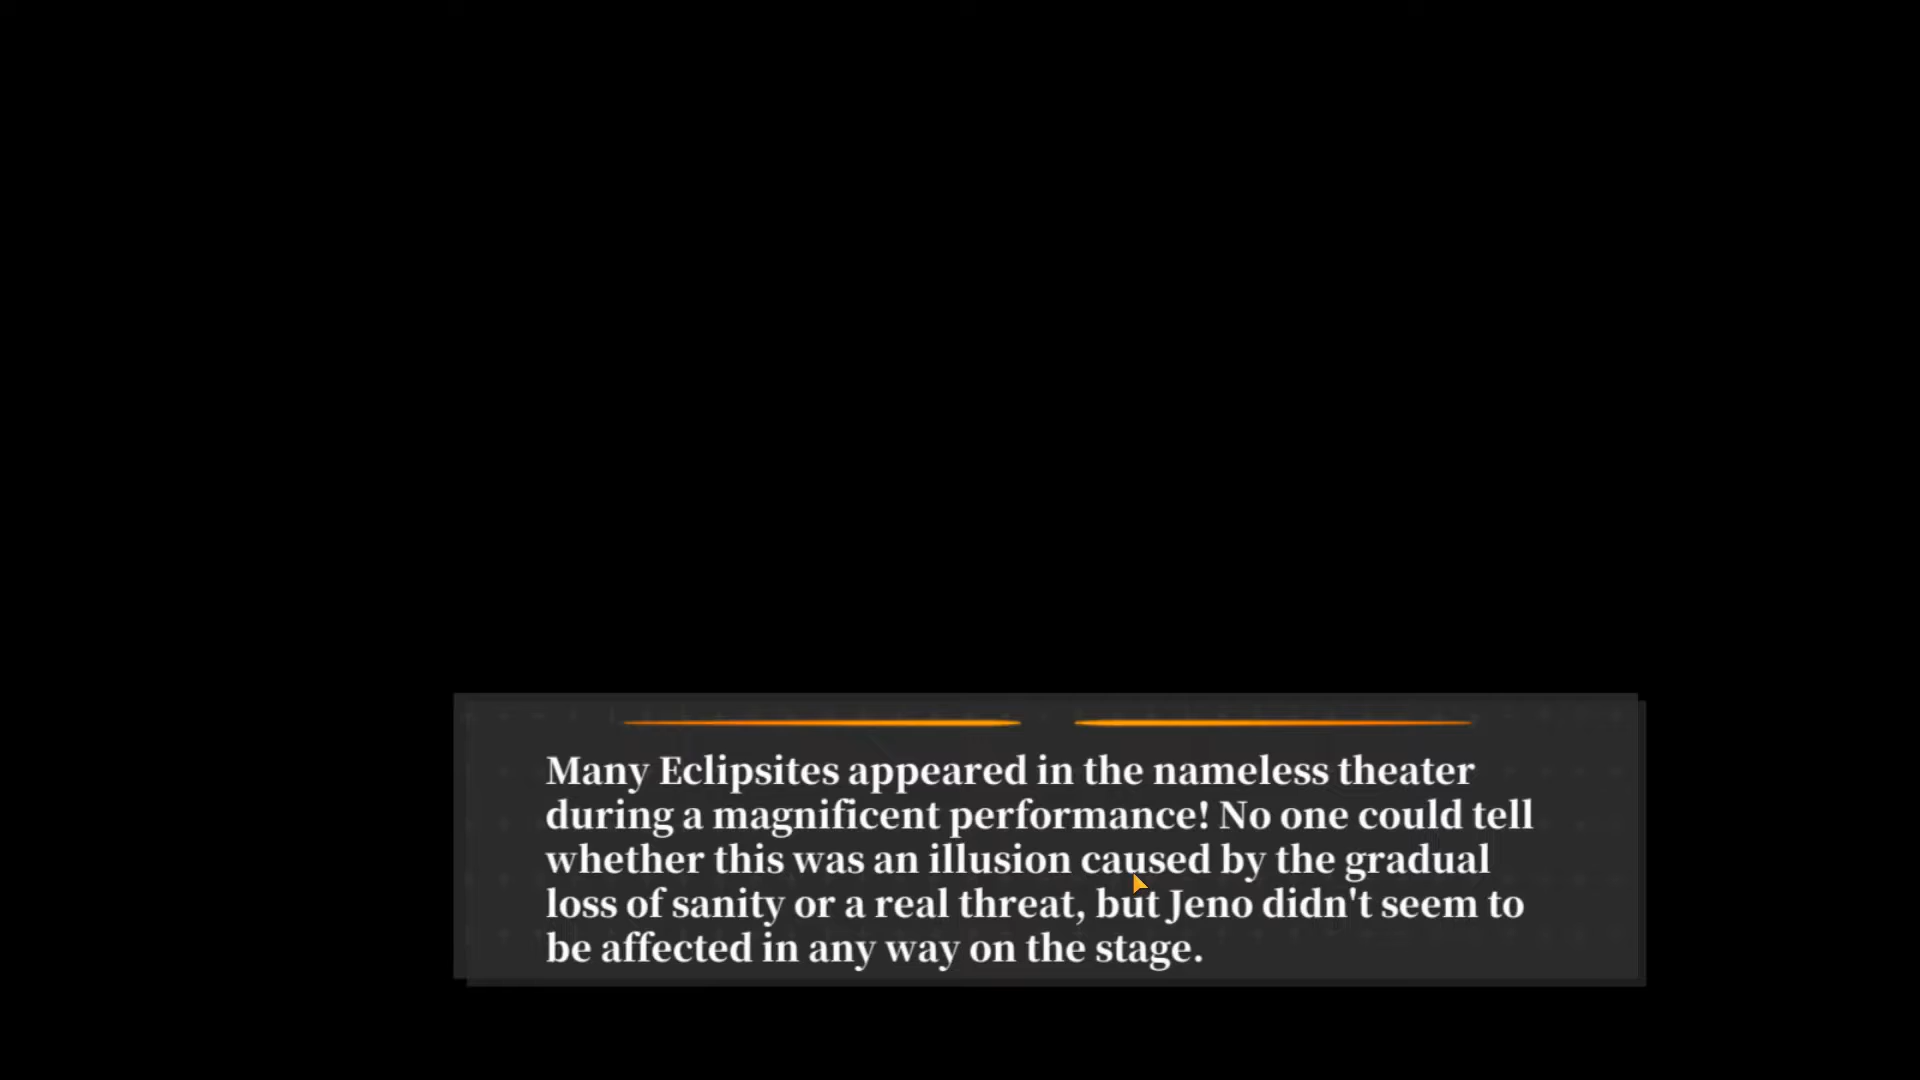 Many Eclipsites appeared in the nameless theater
during a magnificent performance! No one could tell
whether this was an illusion caused by the gradual
loss of sanity or a real threat, but Jeno didn't seem to
be affected in any way on the stage.